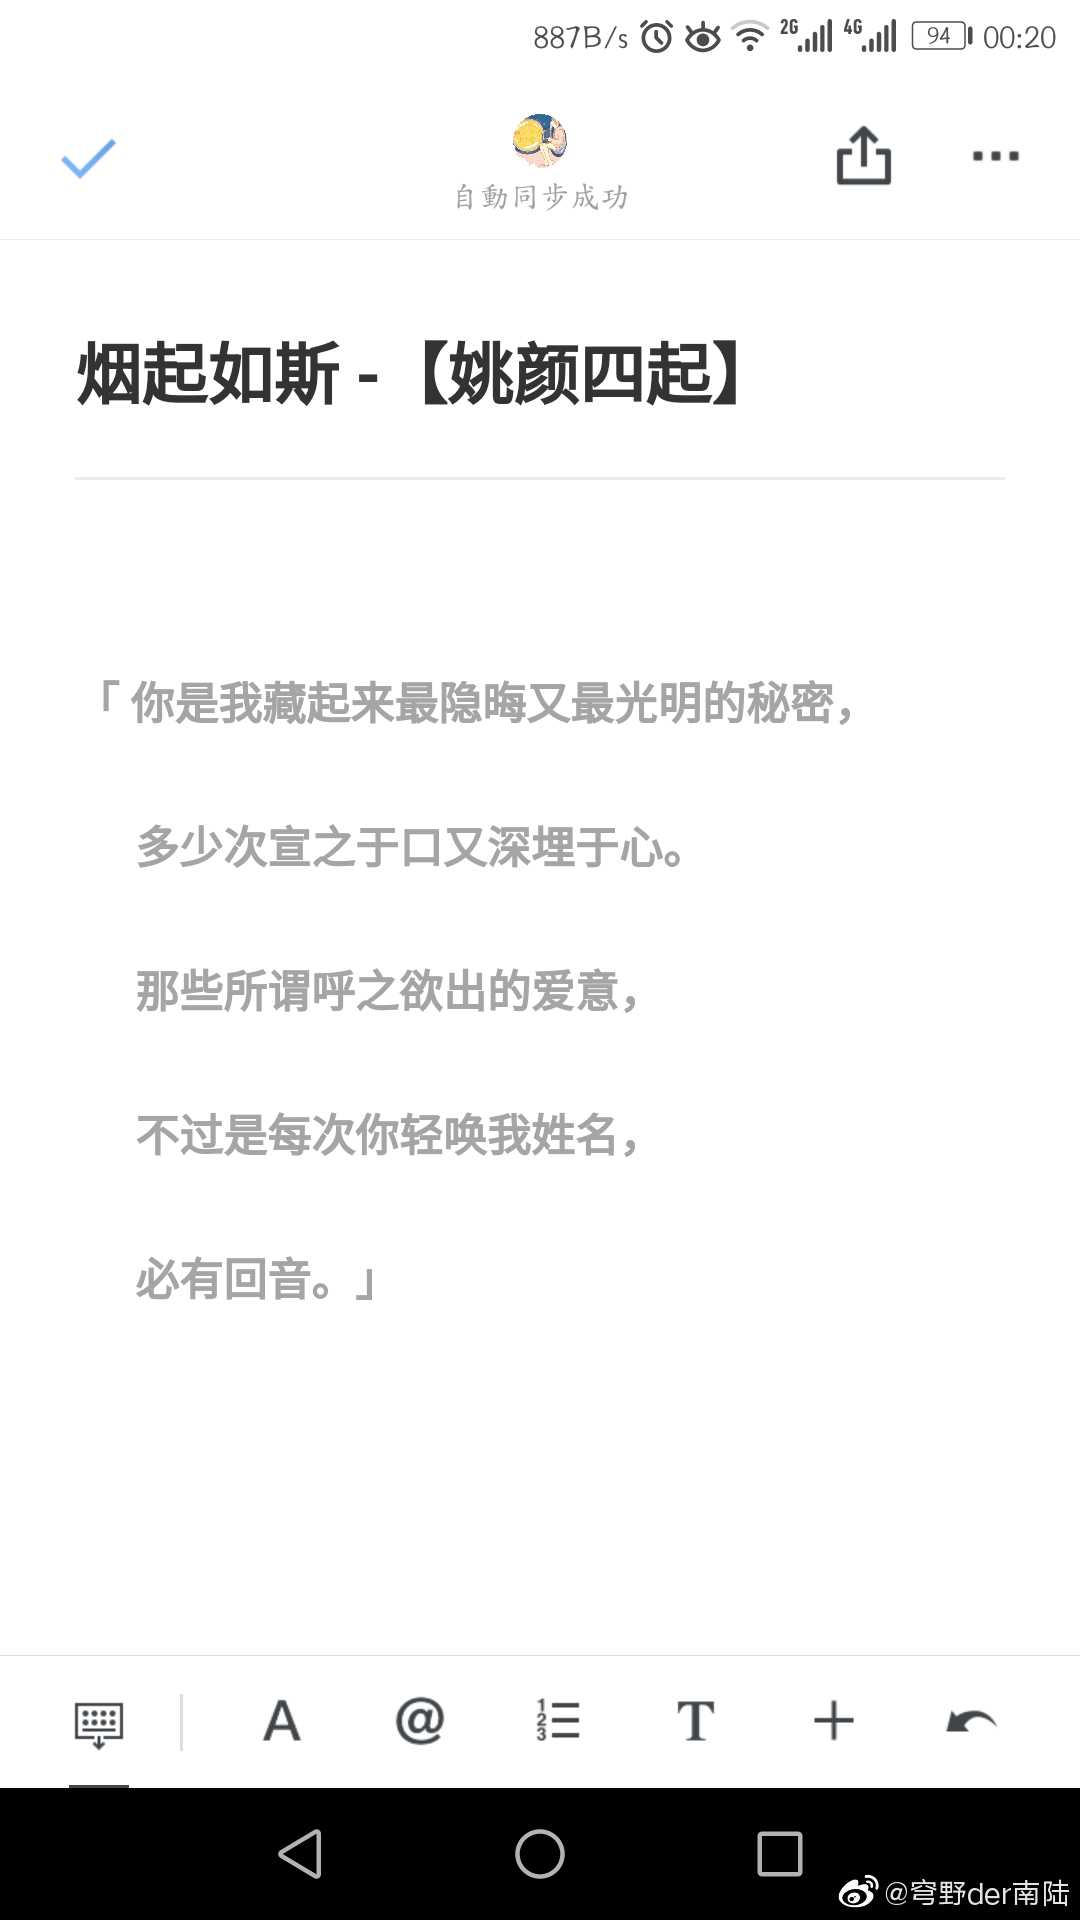 887B/s 2G 4G 94 00:20
自動同步成功
烟起如斯 -【姚颜四起】
「 你是我藏起来最隐晦又最光明的秘密，
多少次宣之于口又深埋于心。
那些所谓呼之欲出的爱意，
不过是每次你轻唤我姓名，
必有回音。」
A @ 1 2 3 T
@穹野der南陆